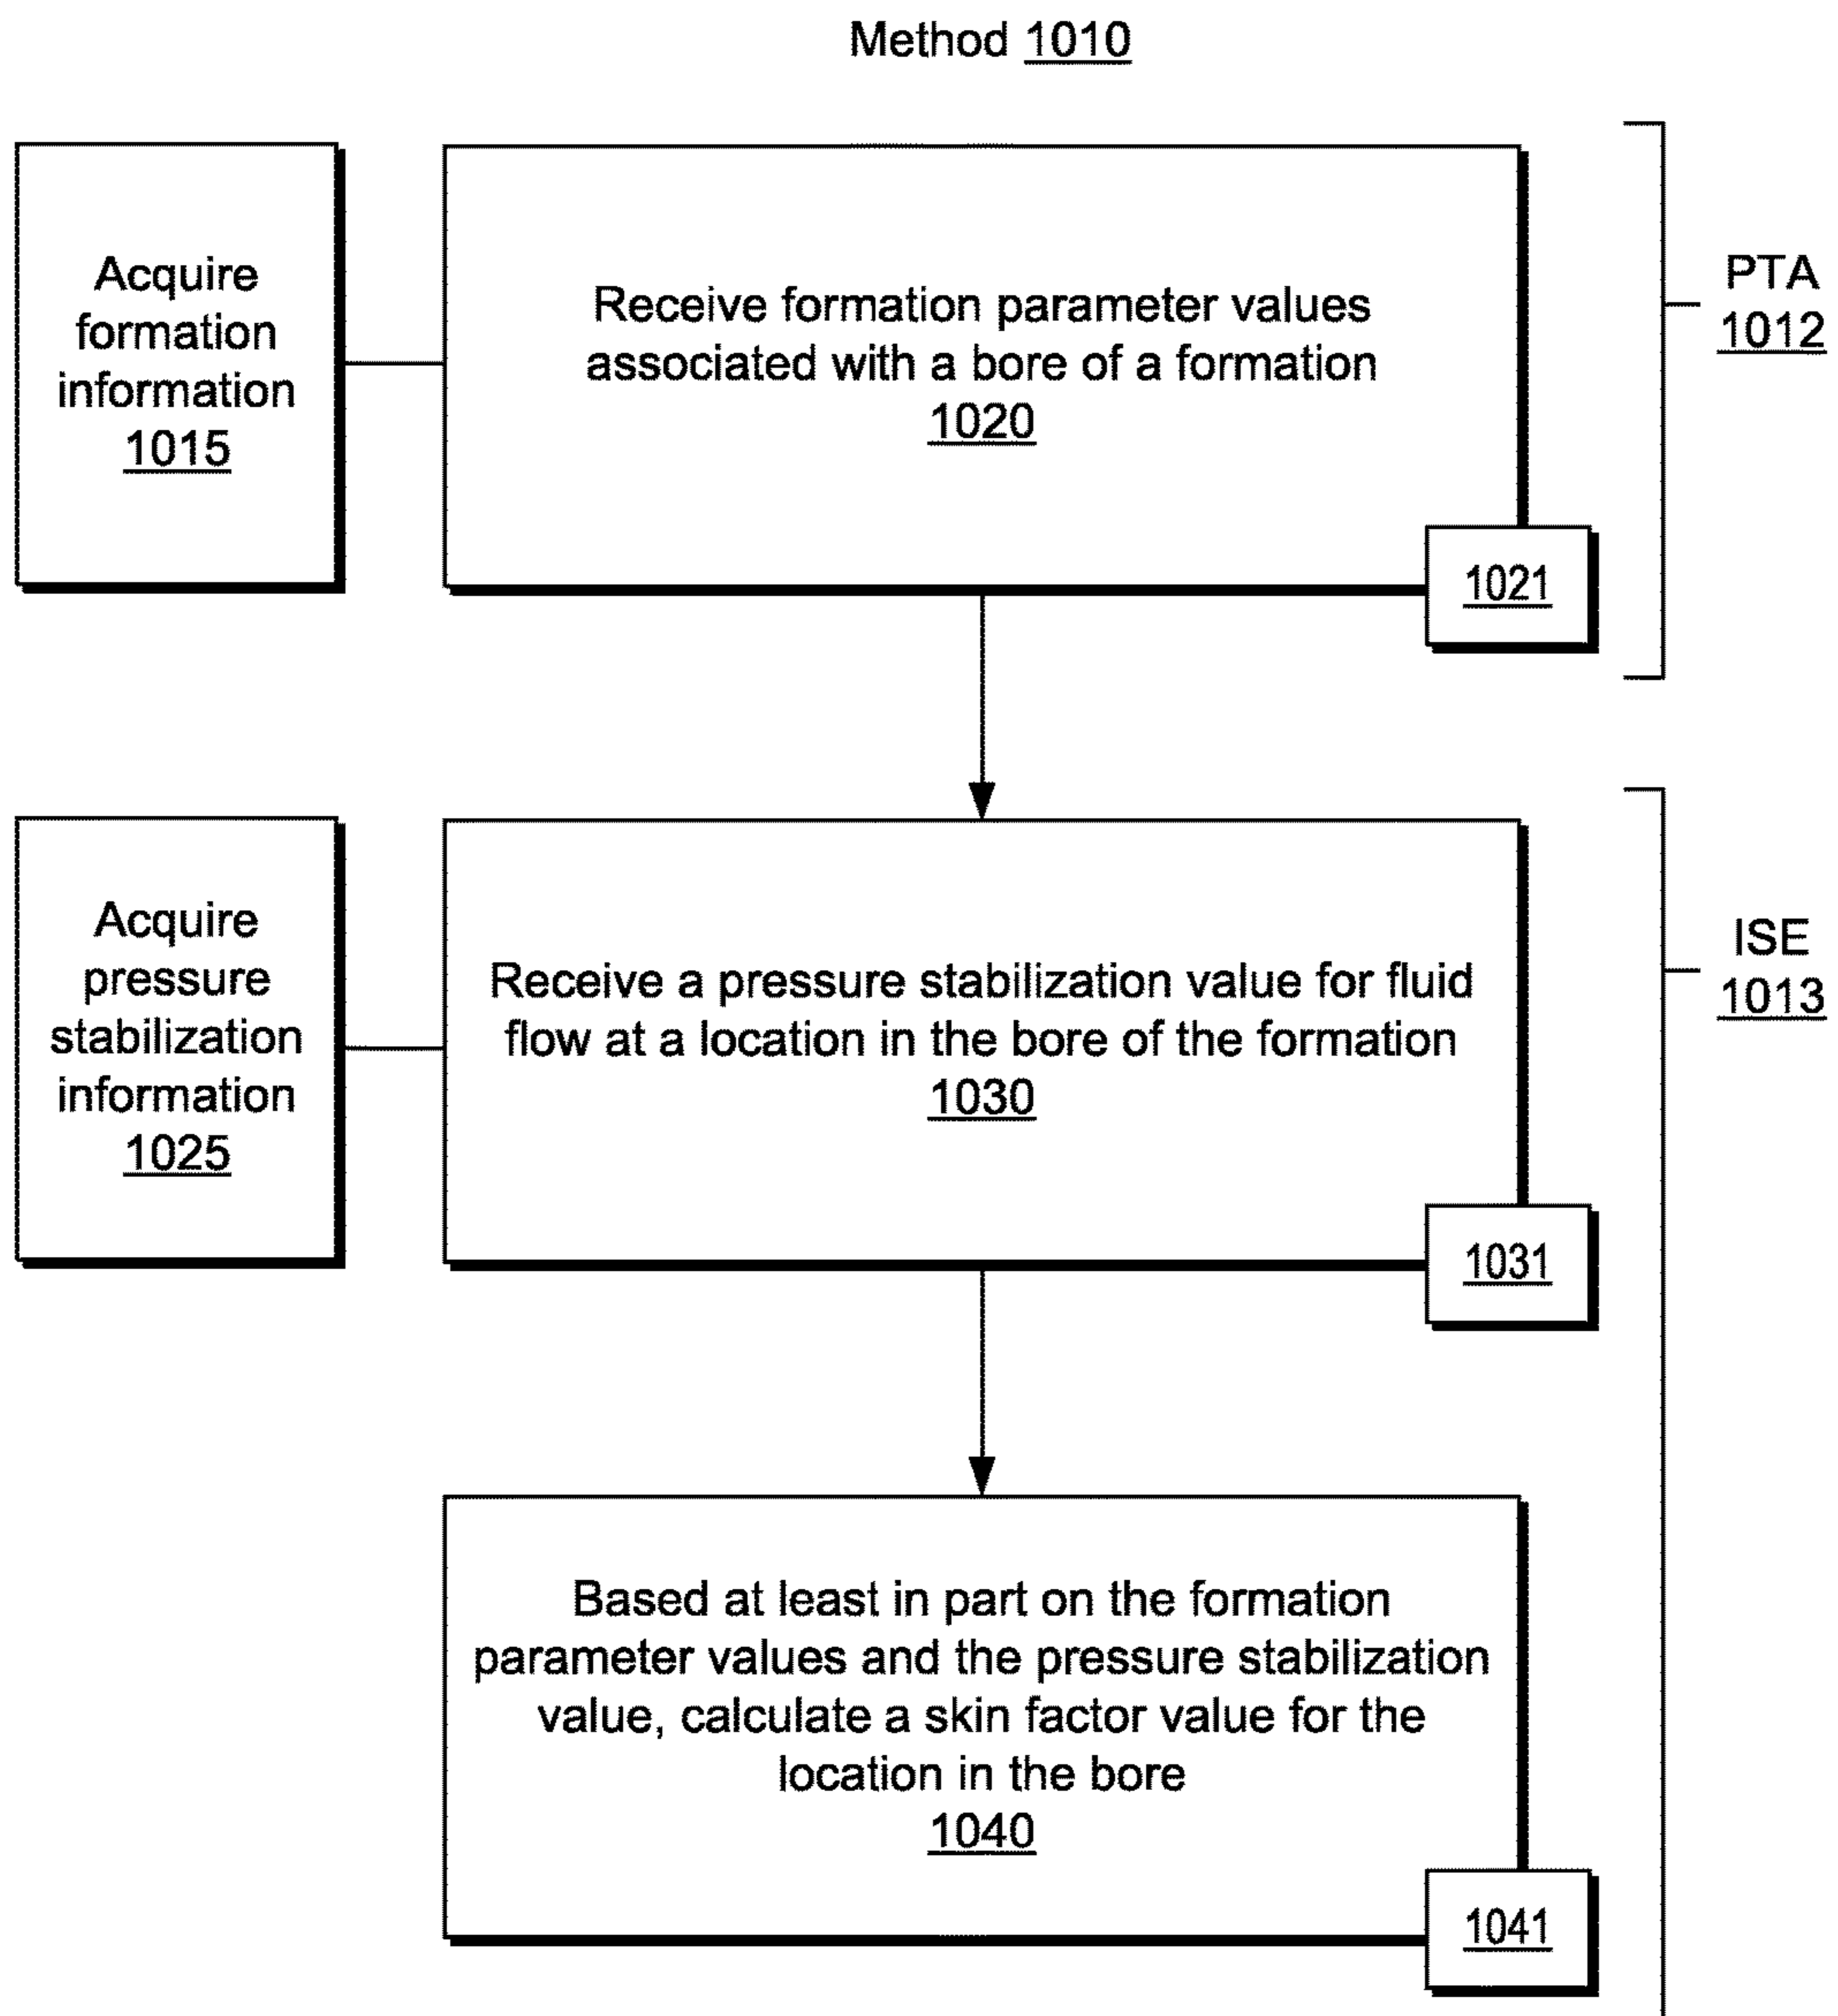 Method 1010
Acquire
formation
information
1015
Receive formation parameter values
associated with a bore of a formation
1020
1021
PTA
1012
Acquire
pressure
stabilization
information
1025
Receive a pressure stabilization value for fluid
flow at a location in the bore of the formation
1030
1031
ISE
1013
Based at least in part on the formation
parameter values and the pressure stabilization
value, calculate a skin factor value for the
location in the bore
1040
1041